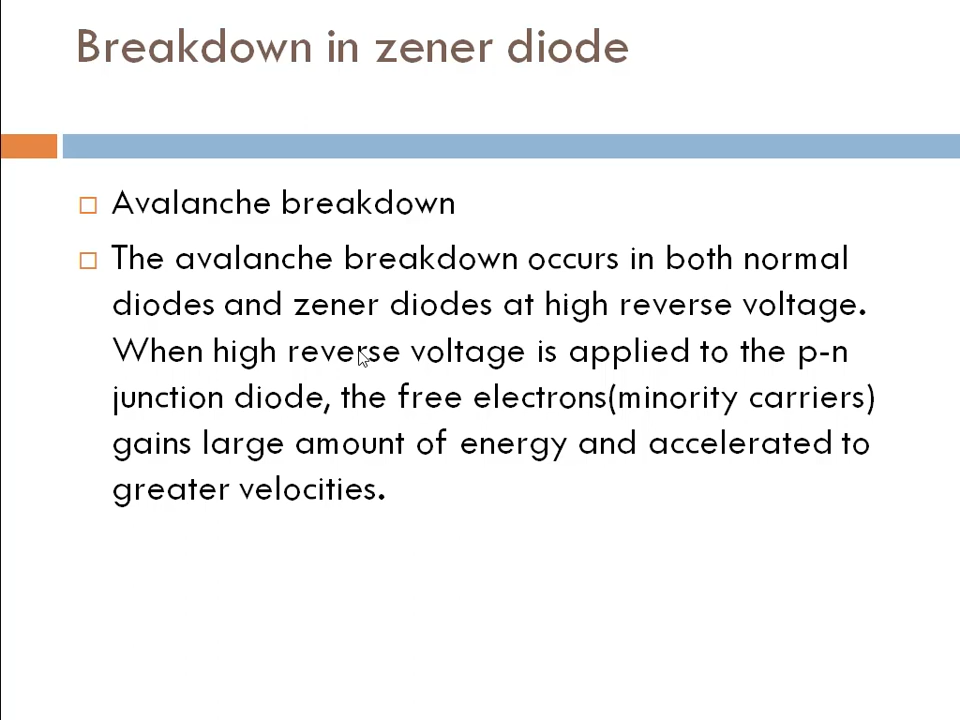 Breakdown in zener diode
Avalanche breakdown
The avalanche breakdown occurs in both normal
diodes and zener diodes at high reverse voltage.
When high reverse voltage is applied to the p-n
junction diode, the free electrons(minority carriers)
gains large amount of energy and accelerated to
greater velocities.